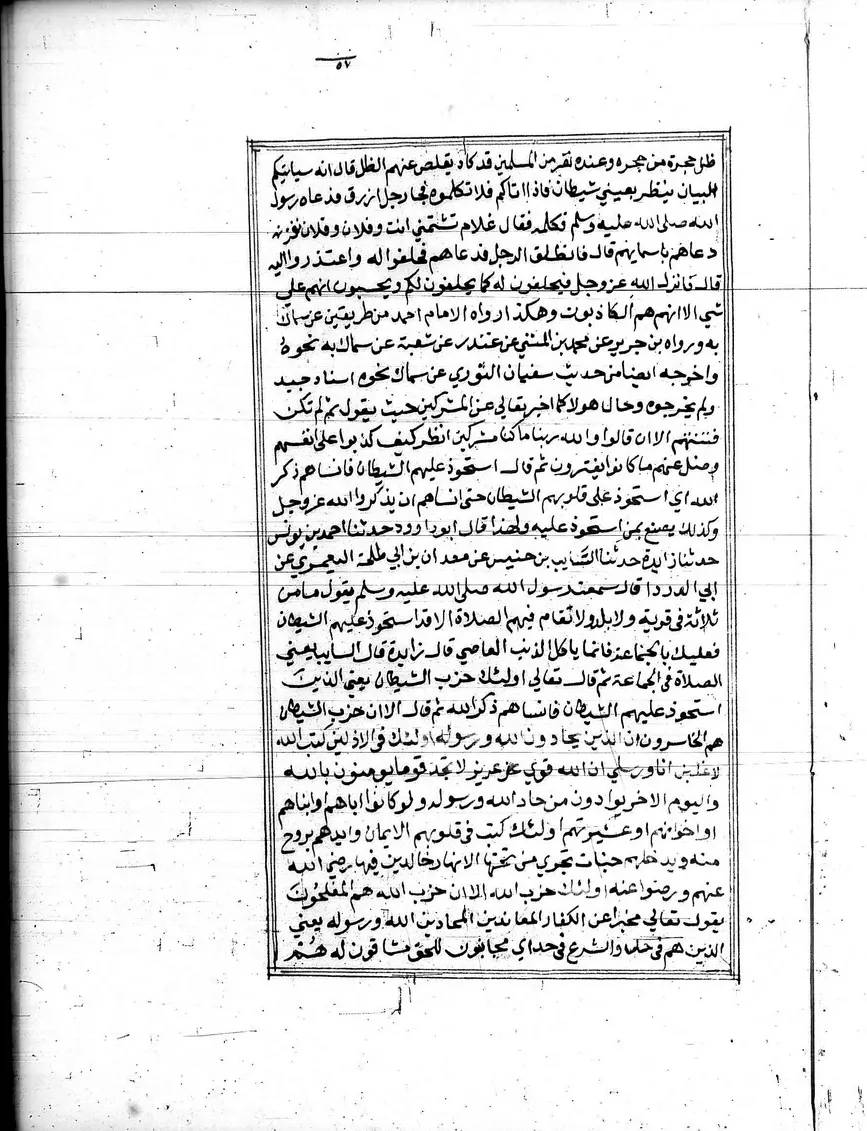 ٥٧
ظل حجرة من حجره وعنده نفر من المسلمين قد كاد يقلص عنهم الظل قال انه سياتيكم
انسان ينظر بعيني شيطان فاذا اتاكم فلا تكلموه فجا رجل ازرق فدعاه رسول
الله صلى الله عليه وسلم فكلمه فقال علام تشتمني انت وفلان وفلان نفر
دعاهم باسمايهم قال فانطلق الرجل فدعاهم فحلفوا له واعتذروا اليه
قال فانزل الله عز وجل فيحلفون له كما يحلفون لكم ويحسبون انهم على
شي الا انهم هم الكاذبون وهكذا رواه الامام احمد من طريقين عن سماك
به ورواه بن جرير عن محمد بن المثني عن غندر عن شعبة عن سماك به نحوه
واخرجه ايضا من حديث سفيان الثوري عن سماك نحوه اسناد جيد
ولم يخرجوه وحال هولا كما اخبر تعالى عن المشركين حيث يقول ثم لم تكن
فتنتهم الا ان قالوا والله ربنا ما كنا مشركين انظر كيف كذبوا على انفسهم
وضل عنهم ما كانوا يفترون ثم قال استحوذ عليهم الشيطان فانساهم ذكر
الله اي استحوذ على قلوبهم الشيطان حتى انساهم ان يذكروا الله عز وجل
وكذلك يصنع بمن استحوذ عليه ولهذا قال ابو داوود حدثنا احمد بن يونس
حدثنا زايدة حدثنا السَّايب بن حنيس عن معدان بن ابي طلحة اليعمري عن
ابي الدردا قال سمعت رسول الله صلى الله عليه وسلم يقول ما من
ثلاثة في قرية ولا بلد ولا تقام فيهم الصلاة الا قد استحوذ عليهم الشيطان
فعليك بالجماعة فانما ياكل الذئب القاصي قال زايدة قال السايب يعني
الصلاة في الجماعة ثم قال تعالى اولئك حزب الشيطان يعني الذين
استحوذ عليهم الشيطان فانساهم ذكر الله ثم قال الا ان حزب الشيطان
هم الخاسرون ان الذين يحادون الله ورسوله اولئك في الاذلين كتب الله
لاغلبن انا ورسلي ان الله قوي عزيز لا تجد قوما يومنون بالله
واليوم الاخر يوادون من حاد الله ورسوله ولو كانوا اباهم او ابناهم
او اخوانهم او عشيرتهم اولئك كتب في قلوبهم الايمان وايدهم بروح
منه ويدخلهم جنات تجري من تحتها الانهار خالدين فيها رضي الله
عنهم ورضوا عنه اولئك حزب الله الا ان حزب الله هم المفلحون
يقول تعالى مخبرا عن الكفار المعاندين المحادين الله ورسوله يعني
الذين هم في حد والشرع في حد اي مجانبون للحق مشاقون له هُم